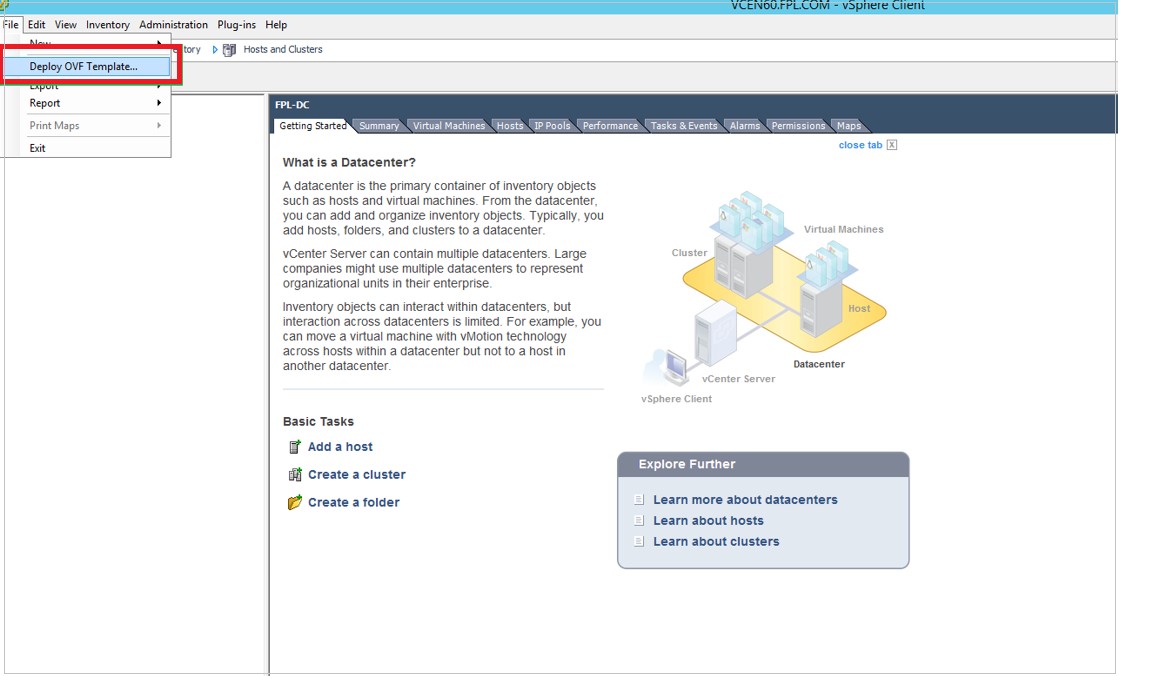 VCEN60.FPL.COM - vSphere Client
File Edit View Inventory Administration Plug-ins Help
New
tory Hosts and Clusters
Deploy OVF Template...
Export
Report
Print Maps
Exit
FPL-DC
Getting Started Summary Virtual Machines Hosts IP Pools Performance Tasks & Events Alarms Permissions Maps
close tab X
What is a Datacenter?
A datacenter is the primary container of inventory objects
such as hosts and virtual machines. From the datacenter,
you can add and organize inventory objects. Typically, you
add hosts, folders, and clusters to a datacenter.
vCenter Server can contain multiple datacenters. Large
companies might use multiple datacenters to represent
organizational units in their enterprise.
Inventory objects can interact within datacenters, but
interaction across datacenters is limited. For example, you
can move a virtual machine with vMotion technology
across hosts within a datacenter but not to a host in
another datacenter.
Virtual Machines
Cluster
Host
Datacenter
vCenter Server
vSphere Client
Basic Tasks
Add a host
Create a cluster
Create a folder
Explore Further
Learn more about datacenters
Learn about hosts
Learn about clusters